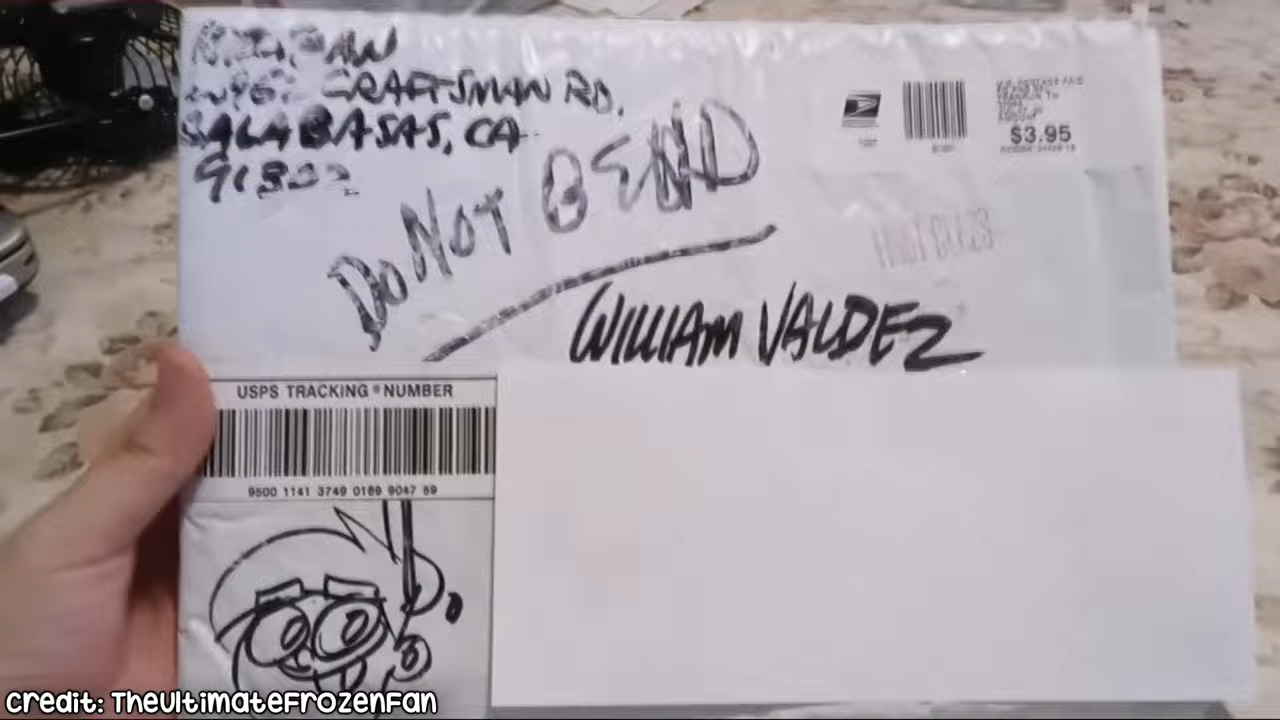 CRAFTSMAN RD.
CALABASAS, CA
DO NOT BEND
$3.95
WILLIAM VALDEZ
USPS TRACKING ® NUMBER
9500 1141 3749 0189 9047 69
credit: TheUltimateFrozenFan